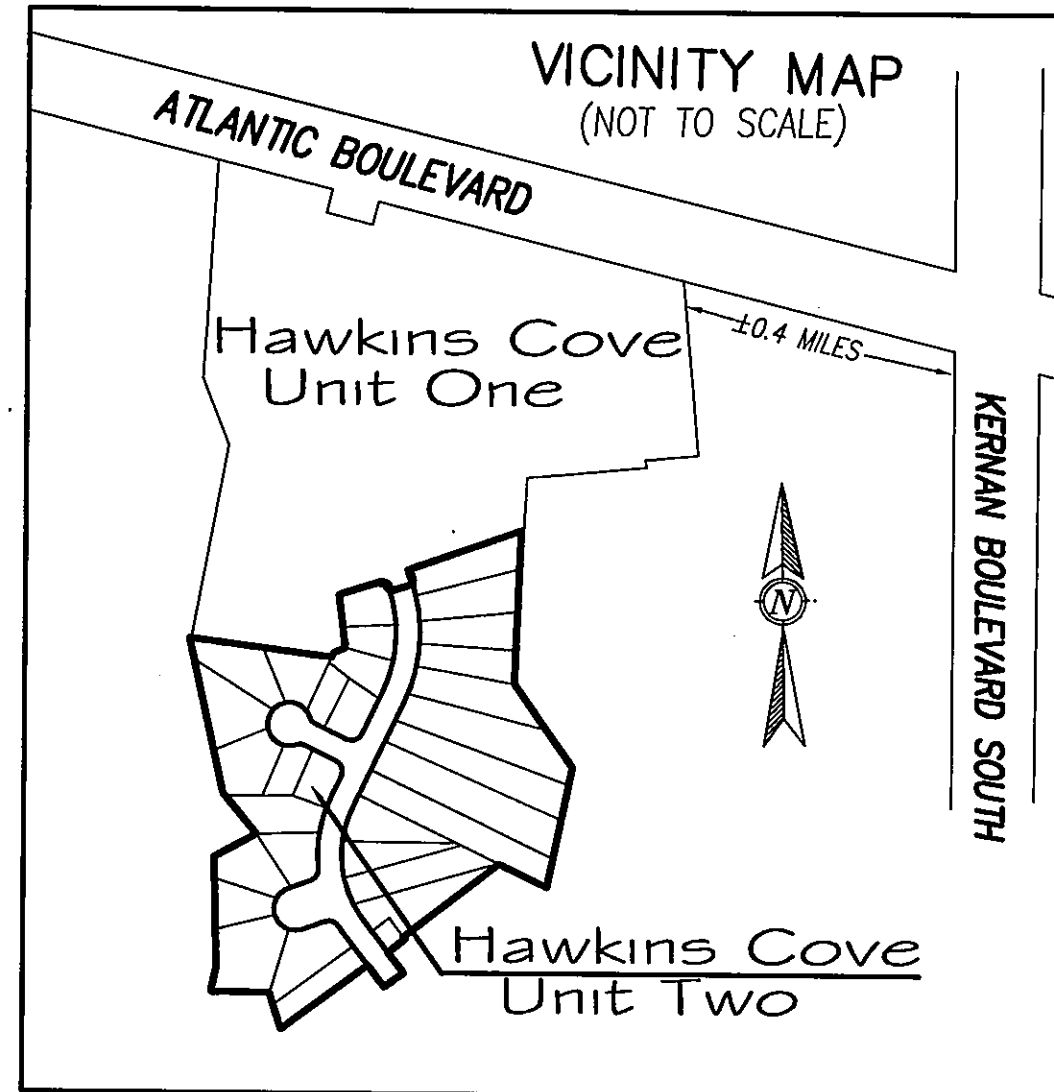 VICINITY MAP
(NOT TO SCALE)
ATLANTIC BOULEVARD
Hawkins Cove
Unit One
±0.4 MILES
KERNAN BOULEVARD SOUTH
N
Hawkins Cove
Unit Two